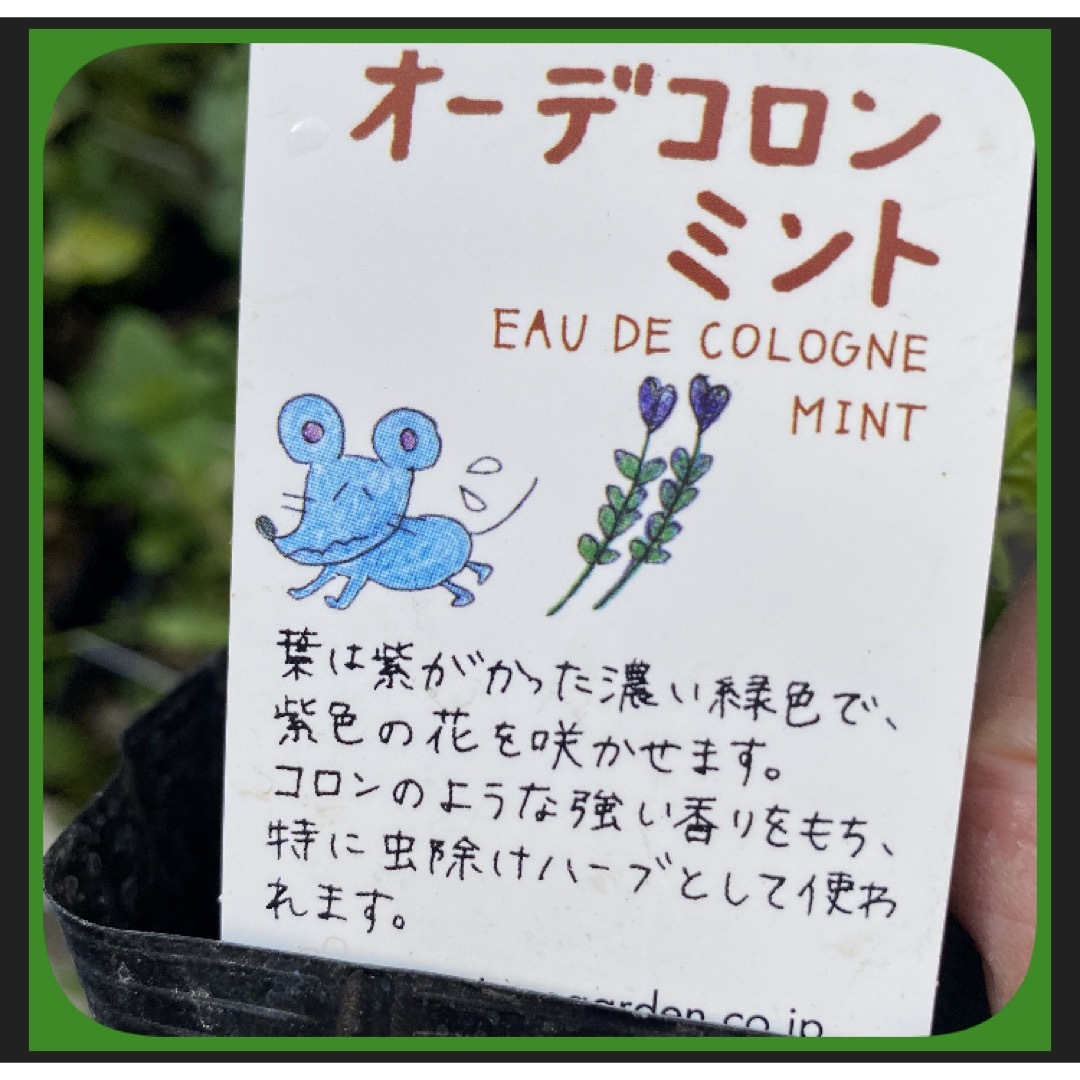 オーデコロン
ミント
EAU DE COLOGNE
MINT
葉は紫がかった濃い緑色で、
紫色の花を咲かせます。
コロンのような強い香りをもち、
特に虫除けハーブとして使わ
れます。
garden.co.jp